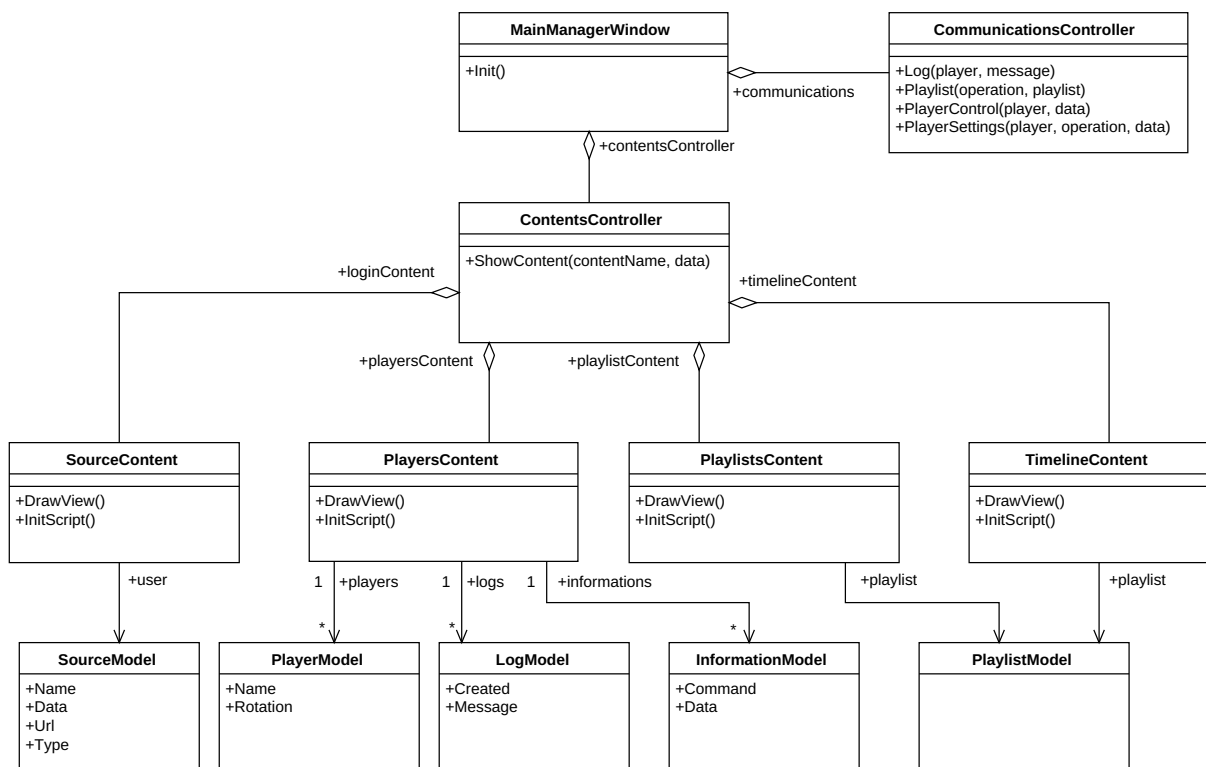 MainManagerWindow
+Init()
CommunicationsController
+Log(player, message)
+Playlist(operation, playlist)
+PlayerControl(player, data)
+PlayerSettings(player, operation, data)
+communications
+contentsController
ContentsController
+ShowContent(contentName, data)
+loginContent
+timelineContent
+playersContent
+playlistContent
SourceContent
+DrawView()
+InitScript()
PlayersContent
+DrawView()
+InitScript()
PlaylistsContent
+DrawView()
+InitScript()
TimelineContent
+DrawView()
+InitScript()
+user
1 +players
1 +logs
1 +informations
+playlist
+playlist
*
*
*
SourceModel
+Name
+Data
+Url
+Type
PlayerModel
+Name
+Rotation
LogModel
+Created
+Message
InformationModel
+Command
+Data
PlaylistModel